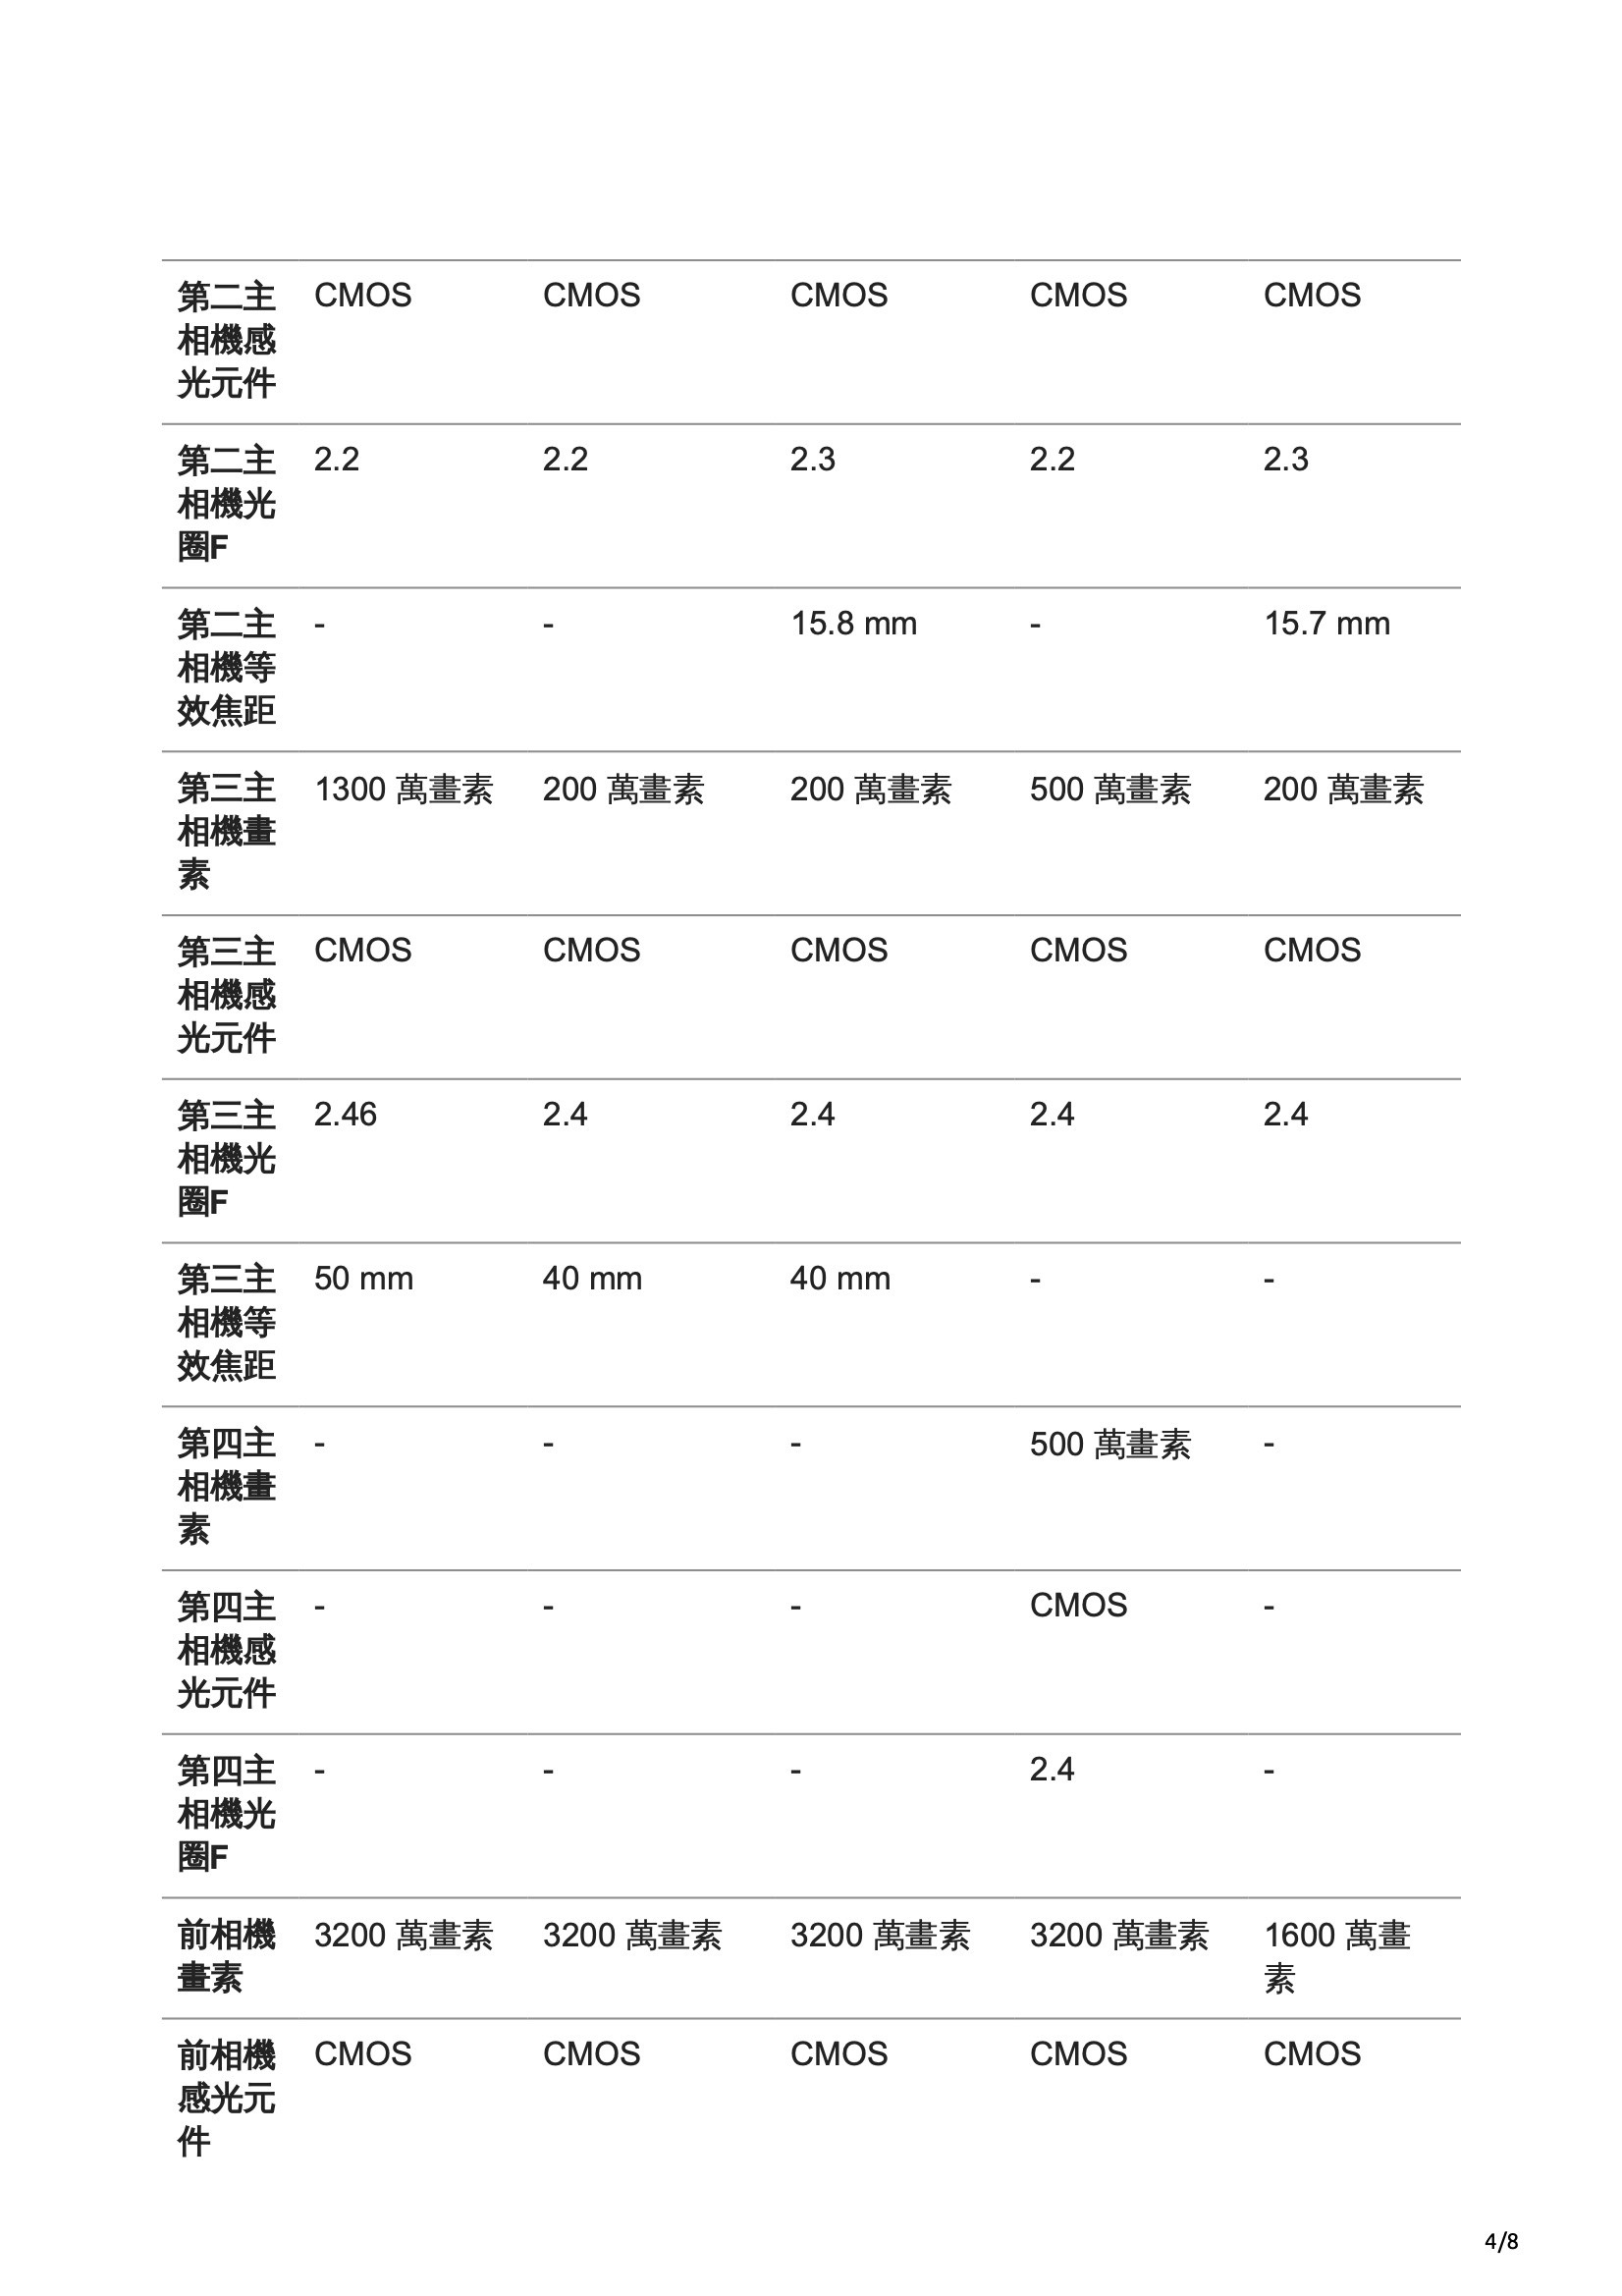 第二主 CMOS CMOS CMOS CMOS CMOS
相機感
光元件
第二主 2.2 2.2 2.3 2.2 2.3
相機光
圈F
第二主 - - 15.8 mm - 15.7 mm
相機等
效焦距
第三主 1300 萬畫素 200 萬畫素 200 萬畫素 500 萬畫素 200 萬畫素
相機畫
素
第三主 CMOS CMOS CMOS CMOS CMOS
相機感
光元件
第三主 2.46 2.4 2.4 2.4 2.4
相機光
圈F
第三主 50 mm 40 mm 40 mm - -
相機等
效焦距
第四主 - - - 500 萬畫素 -
相機畫
素
第四主 - - - CMOS -
相機感
光元件
第四主 - - - 2.4 -
相機光
圈F
前相機 3200 萬畫素 3200 萬畫素 3200 萬畫素 3200 萬畫素 1600 萬畫
畫素 素
前相機 CMOS CMOS CMOS CMOS CMOS
感光元
件
4/8